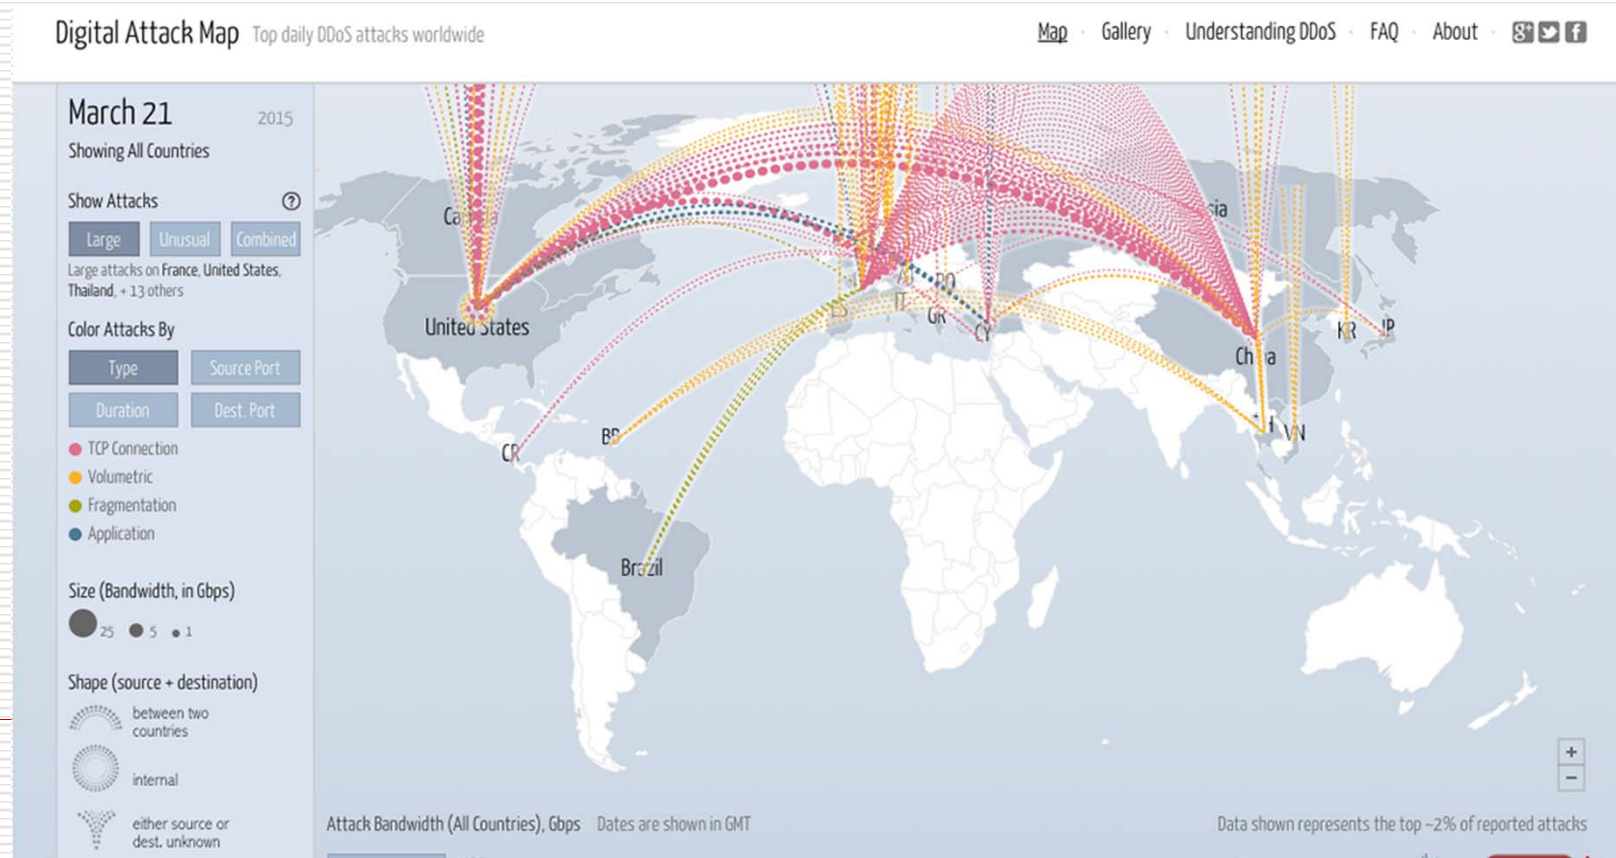 Digital Attack Map Top daily DDoS attacks worldwide
Map · Gallery · Understanding DDoS · FAQ · About
March 21 2015
Showing All Countries
Show Attacks ?
Large Unusual Combined
Large attacks on France, United States,
Thailand, + 13 others
Color Attacks By
Type Source Port
Duration Dest. Port
TCP Connection
Volumetric
Fragmentation
Application
Size (Bandwidth, in Gbps)
25 5 1
Shape (source + destination)
between two
countries
internal
either source or
dest. unknown
United States
IT
GR
CY
China
KR
JP
VN
CR
BB
Brazil
+
−
Attack Bandwidth (All Countries), Gbps Dates are shown in GMT
Data shown represents the top ~2% of reported attacks